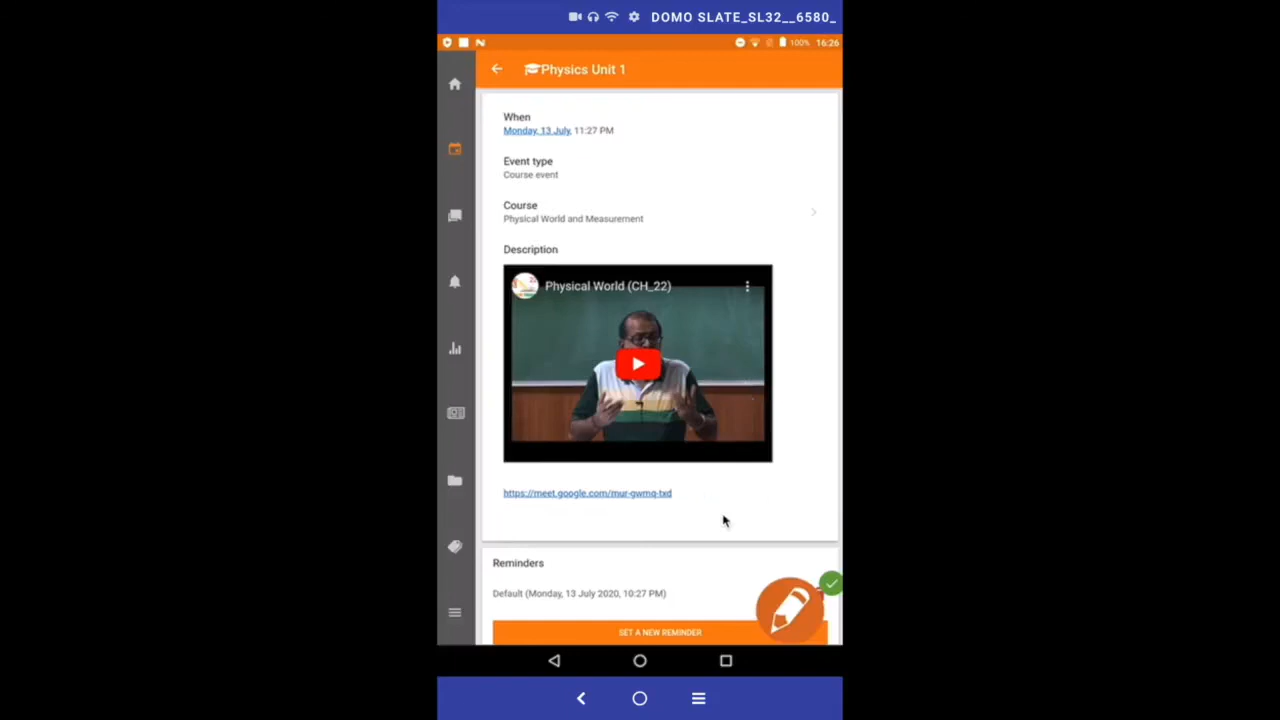 DOMO SLATE_SL32__6580_
100% 16:26
Physics Unit 1
When
Monday, 13 July, 11:27 PM
Event type
Course event
Course
Physical World and Measurement
Description
Physical World (CH_22)
https://meet.google.com/mur-gwmq-txd
Reminders
Default (Monday, 13 July 2020, 10:27 PM)
SET A NEW REMINDER